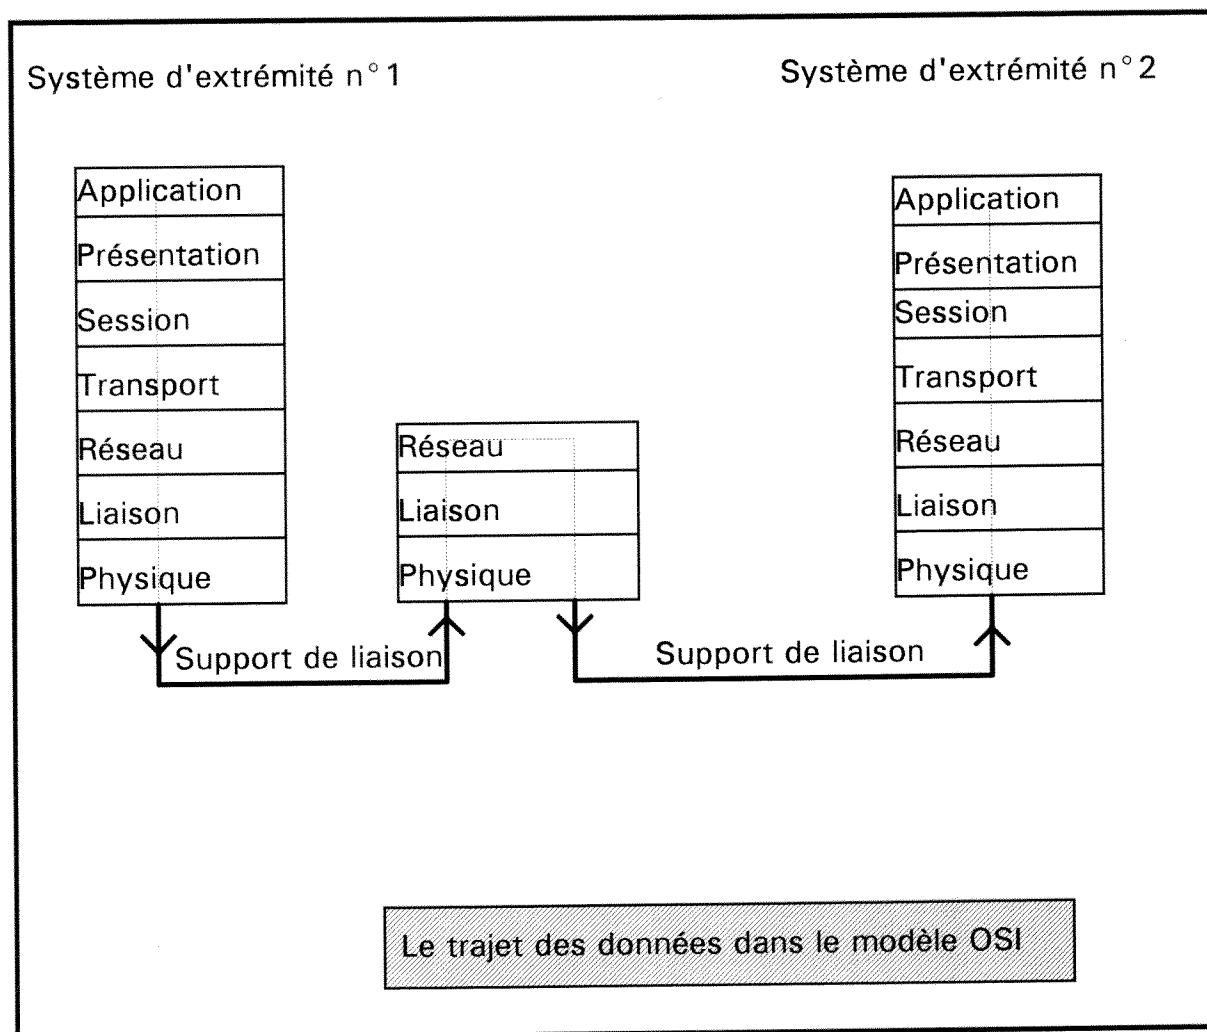 Système d'extrémité n° 1
Système d'extrémité n° 2
Application
Présentation
Session
Transport
Réseau
Liaison
Physique
Réseau
Liaison
Physique
Application
Présentation
Session
Transport
Réseau
Liaison
Physique
Support de liaison
Support de liaison
Le trajet des données dans le modèle OSI